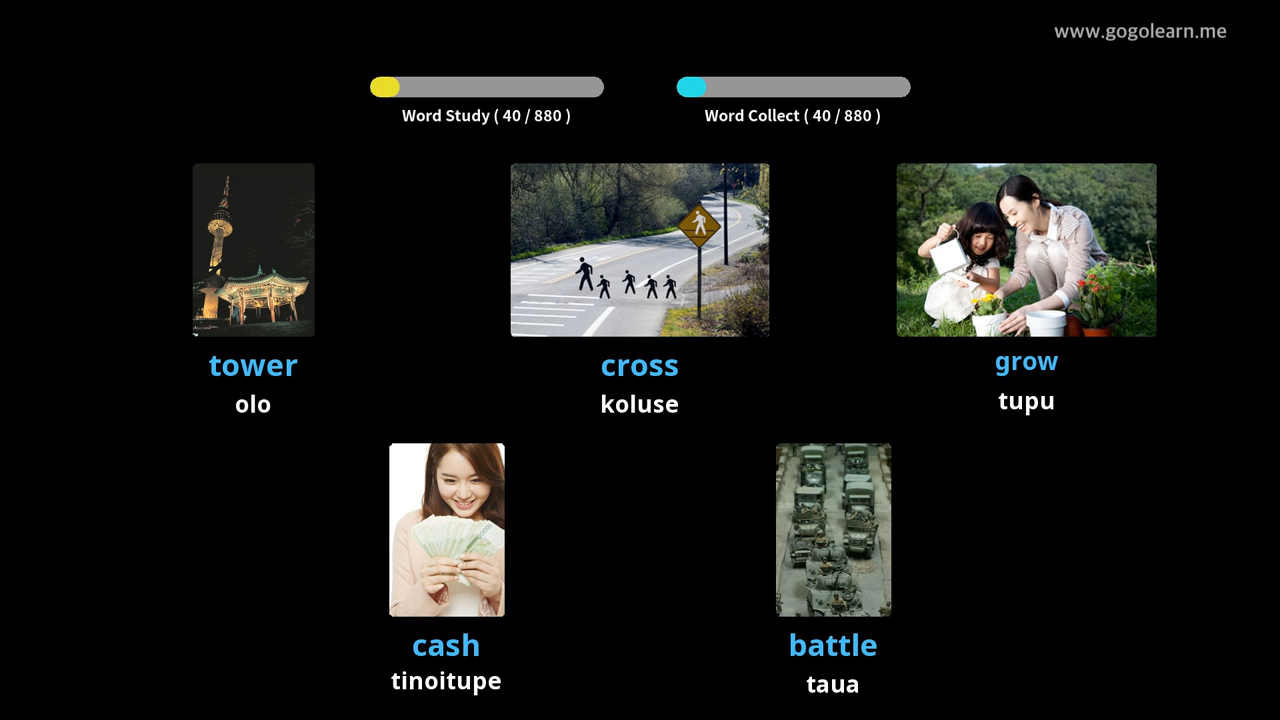 www.gogolearn.me
Word Study ( 40 / 880 )
Word Collect ( 40 / 880 )
tower
olo
cross
koluse
grow
tupu
cash
tinoitupe
battle
taua